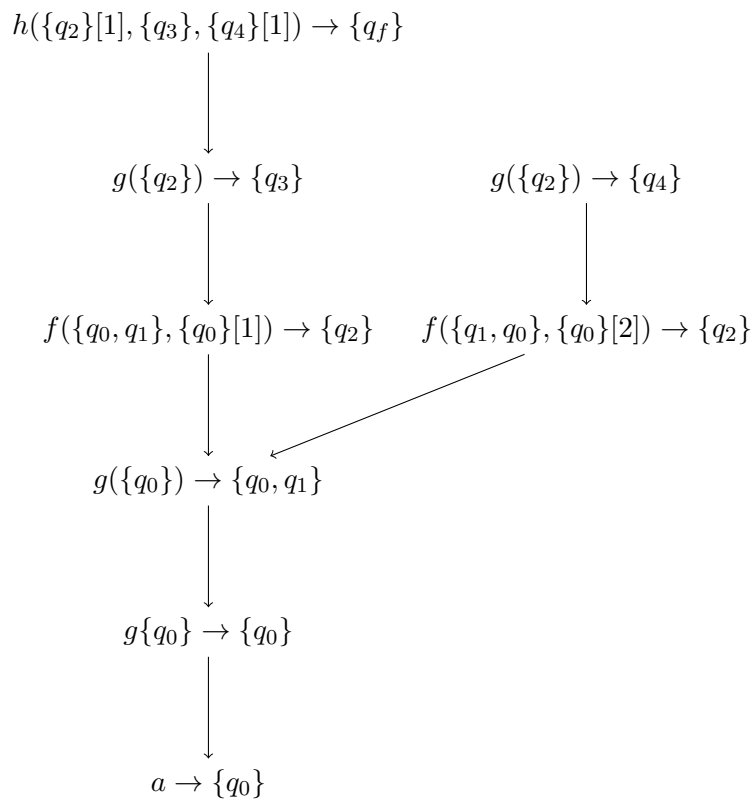 h({q₂}[1], {q₃}, {q₄}[1]) → {q_f}
g({q₂}) → {q₃}
g({q₂}) → {q₄}
f({q₀, q₁}, {q₀}[1]) → {q₂}
f({q₁, q₀}, {q₀}[2]) → {q₂}
g({q₀}) → {q₀, q₁}
g{q₀} → {q₀}
a → {q₀}